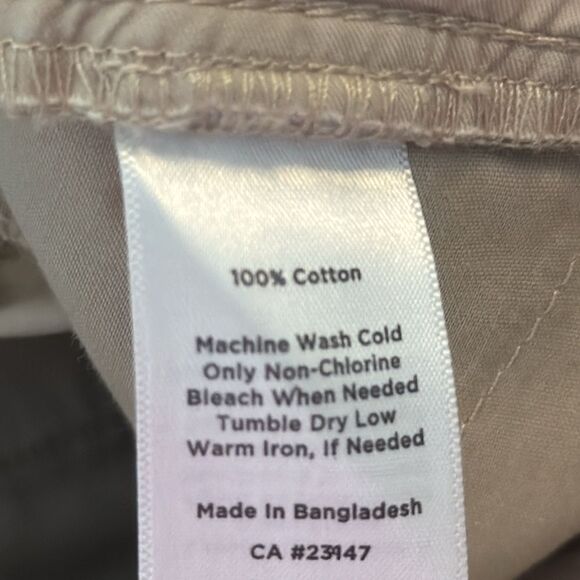 100% Cotton
Machine Wash Cold
Only Non-Chlorine
Bleach When Needed
Tumble Dry Low
Warm Iron, If Needed
Made In Bangladesh
CA